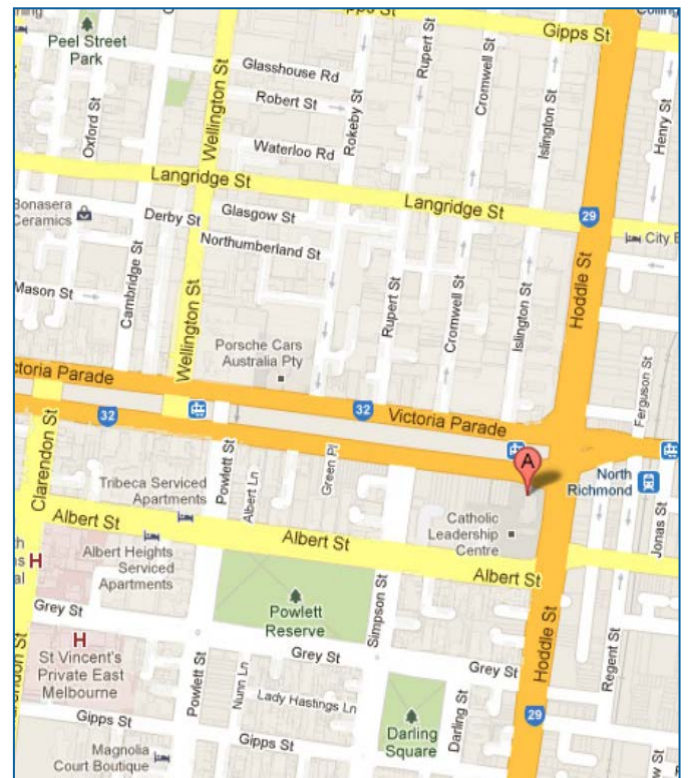 Gipps St
Peel Street
Park
Glasshouse Rd
Robert St
Oxford St
Wellington St
Rokeby St
Rupert St
Cromwell St
Islington St
Henry St
Waterloo Rd
Langridge St
Langridge St
29
Bonasera
Ceramics
Derby St
Glasgow St
Northumberland St
City
Mason St
Cambridge St
Wellington St
Rupert St
Cromwell St
Islington St
Hoddle St
Porsche Cars
Australia Pty
Ferguson St
ctoria Parade
32
32
Victoria Parade
A
Clarendon St
Powlett St
Albert Ln
Green Pl
North
Richmond
Tribeca Serviced
Apartments
Albert St
Albert St
Catholic
Leadership
Centre
Jonas St
H
Albert Heights
Serviced
Apartments
Albert St
Grey St
Powlett
Reserve
Simpson St
H
St Vincent's
Private East
Melbourne
Grey St
Grey St
Hoddle St
Regent St
Powlett St
Nunn Ln
Lady Hastings Ln
Gipps St
Gipps St
Darling
Square
Darling St
29
Magnolia
Court Boutique